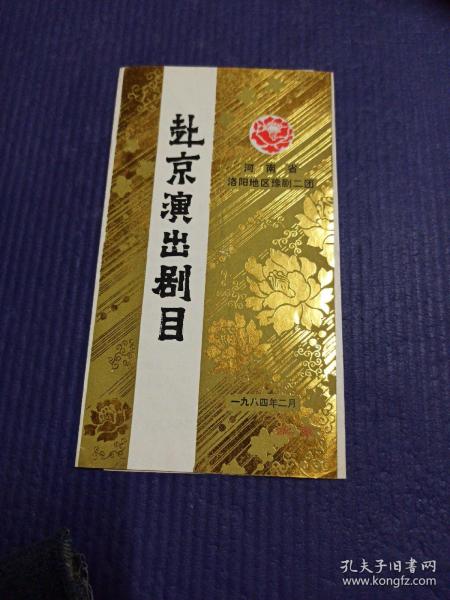 赴京演出剧目
河南省
洛阳地区豫剧二团
一九八四年二月
孔夫子旧书网
www.kongfz.com